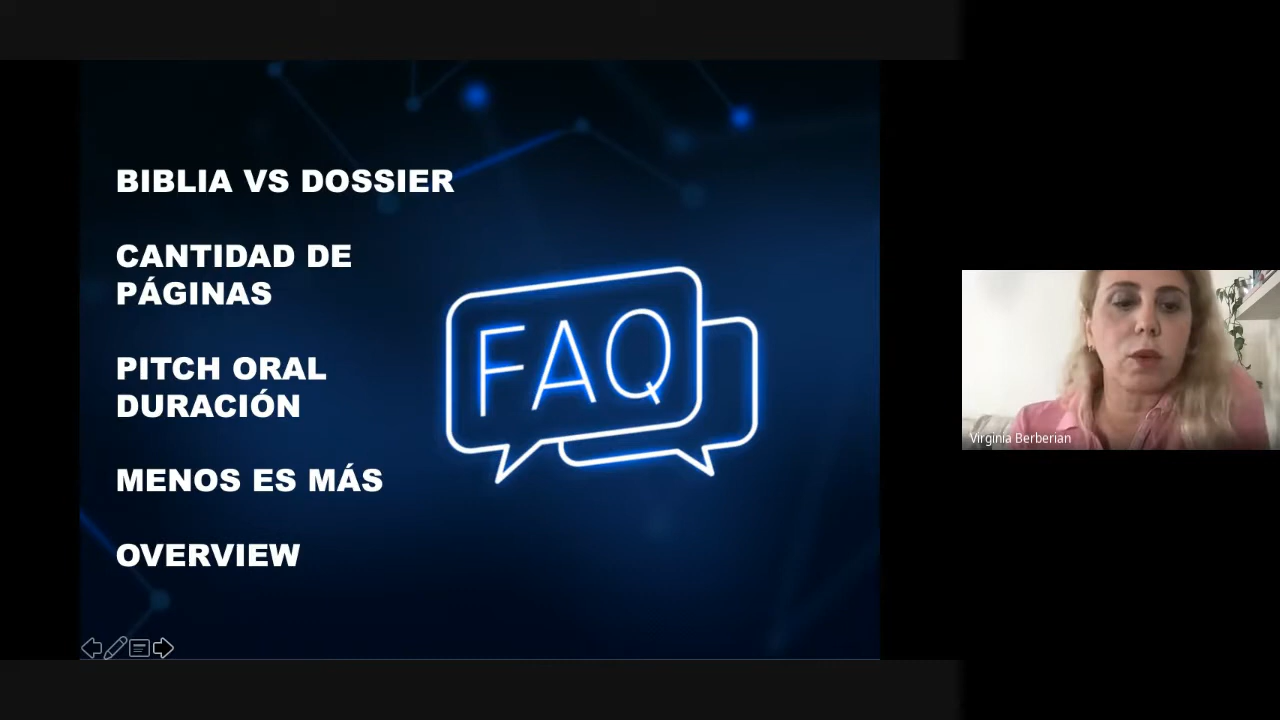 BIBLIA VS DOSSIER
CANTIDAD DE
PÁGINAS
PITCH ORAL
DURACIÓN
MENOS ES MÁS
OVERVIEW
FAQ
Virginia Berberian